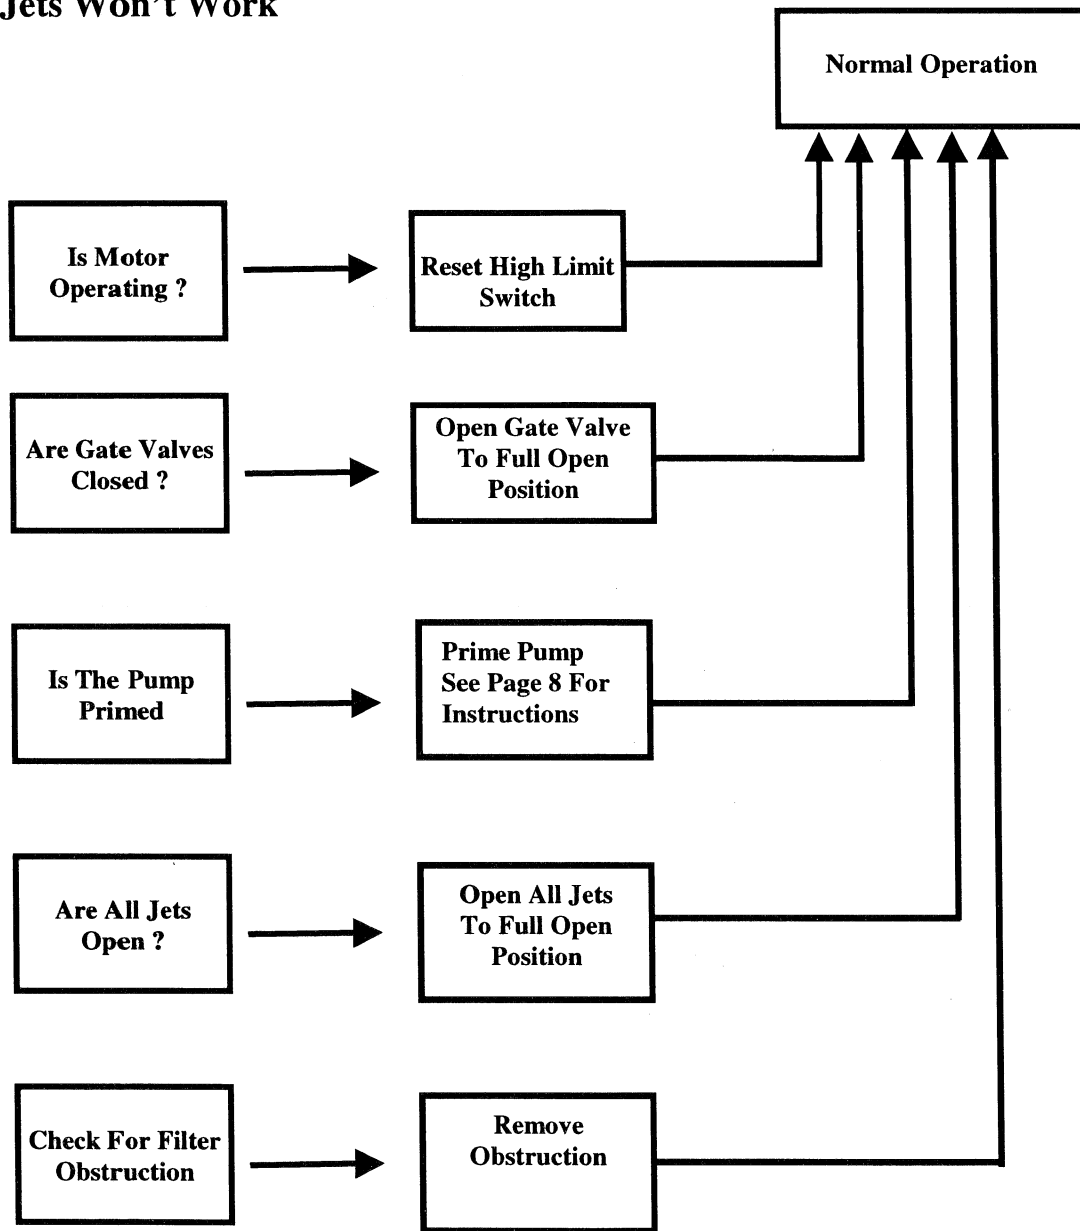 Jets Won't Work
Normal Operation
Is Motor
Operating ?
Reset High Limit
Switch
Are Gate Valves
Closed ?
Open Gate Valve
To Full Open
Position
Is The Pump
Primed
Prime Pump
See Page 8 For
Instructions
Are All Jets
Open ?
Open All Jets
To Full Open
Position
Check For Filter
Obstruction
Remove
Obstruction